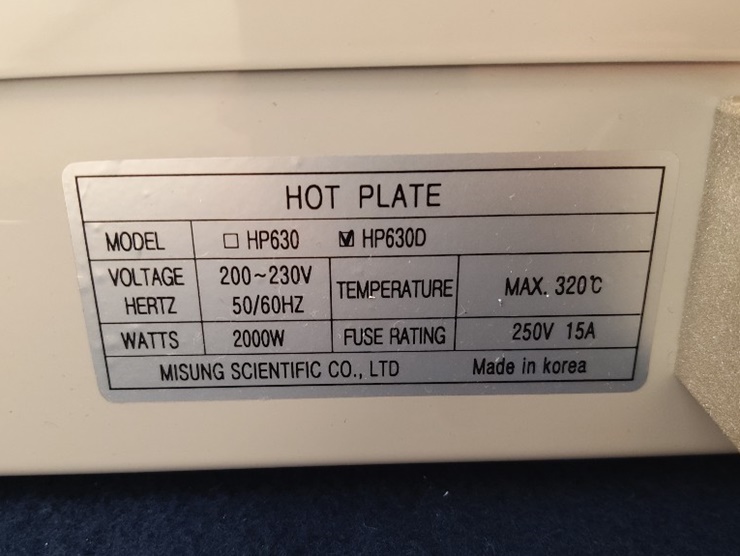 HOT PLATE
MODEL ☐ HP630 ☑ HP630D
VOLTAGE 200~230V TEMPERATURE MAX. 320℃
HERTZ 50/60HZ
WATTS 2000W FUSE RATING 250V 15A
MISUNG SCIENTIFIC CO., LTD Made in korea